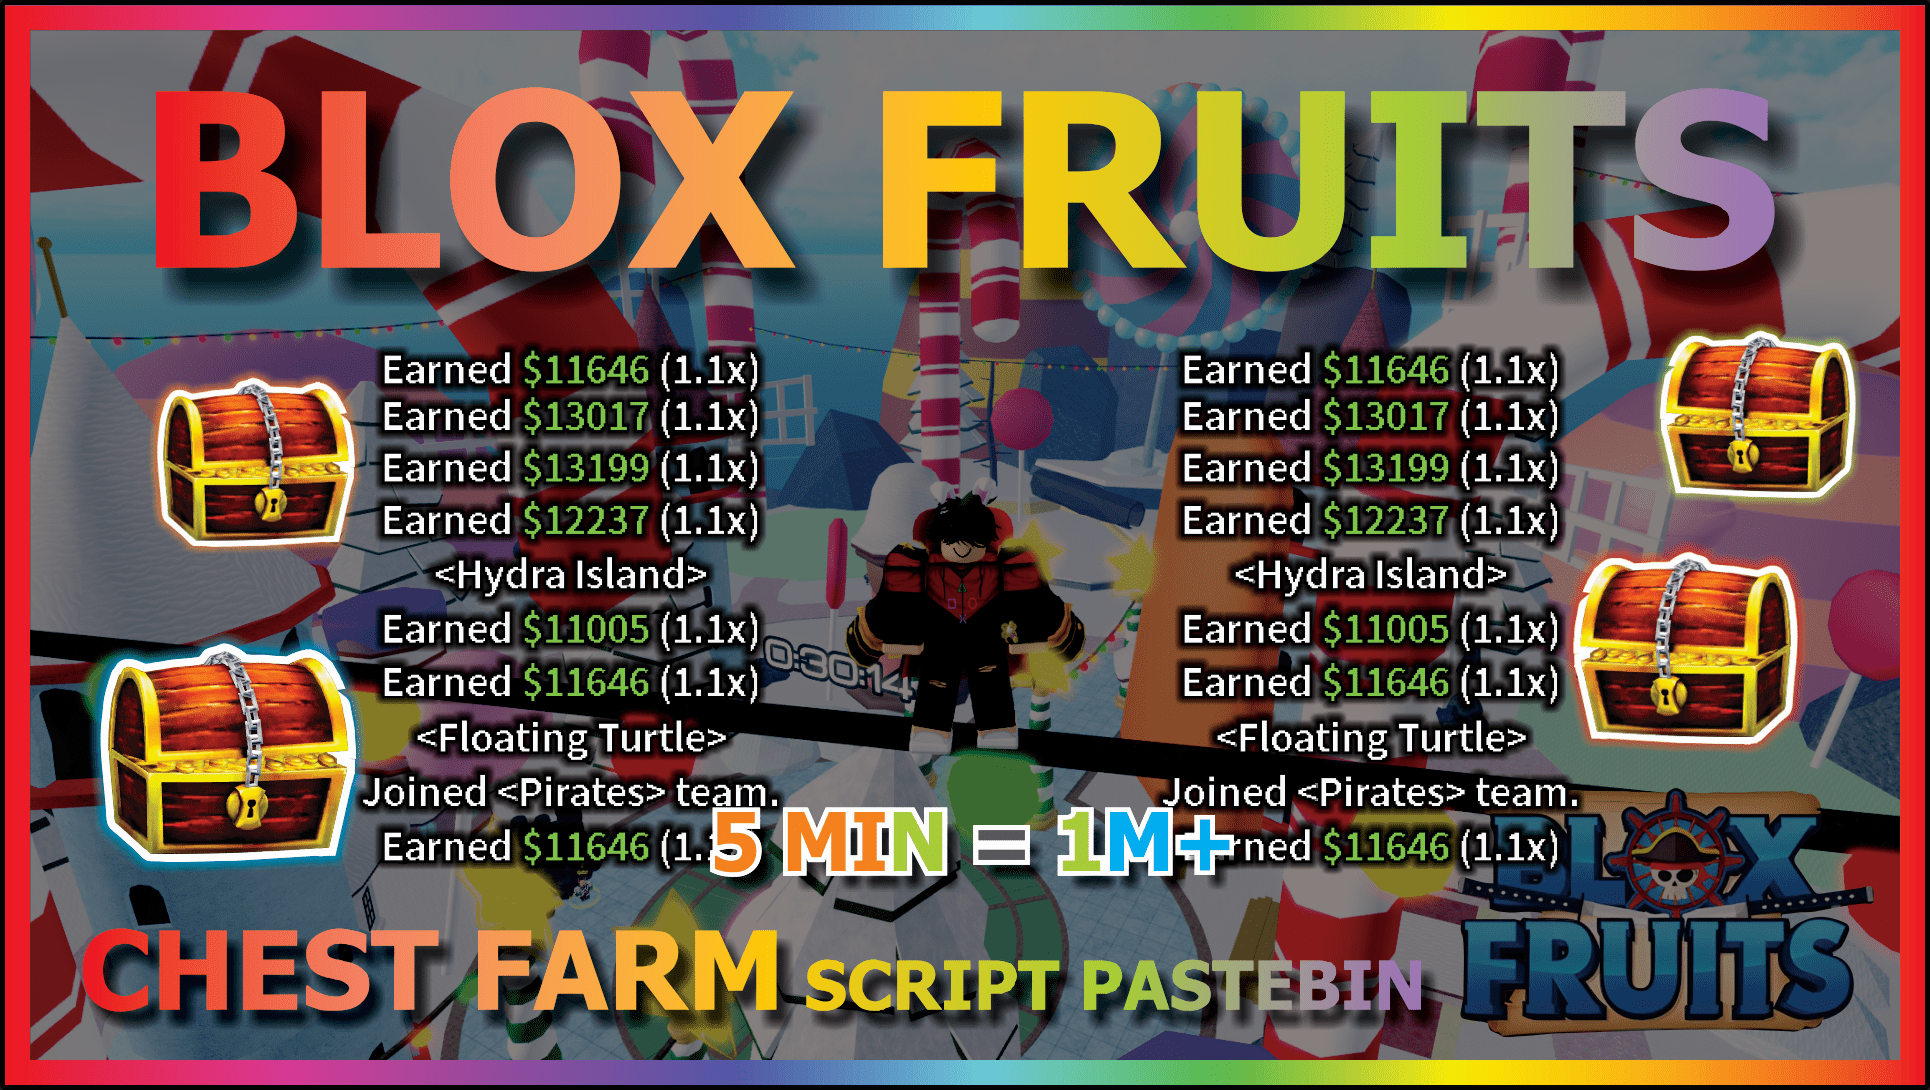 BLOX FRUITS
Earned $11646 (1.1x)
Earned $13017 (1.1x)
Earned $13199 (1.1x)
Earned $12237 (1.1x)
<Hydra Island>
Earned $11005 (1.1x)
Earned $11646 (1.1x)
<Floating Turtle>
Joined <Pirates> team.
Earned $11646 (1.
Earned $11646 (1.1x)
Earned $13017 (1.1x)
Earned $13199 (1.1x)
Earned $12237 (1.1x)
<Hydra Island>
Earned $11005 (1.1x)
Earned $11646 (1.1x)
<Floating Turtle>
Joined <Pirates> team.
rned $11646 (1.1x)
0:30:14
5 MIN = 1M+
CHEST FARM SCRIPT PASTEBIN
BLOX
FRUITS